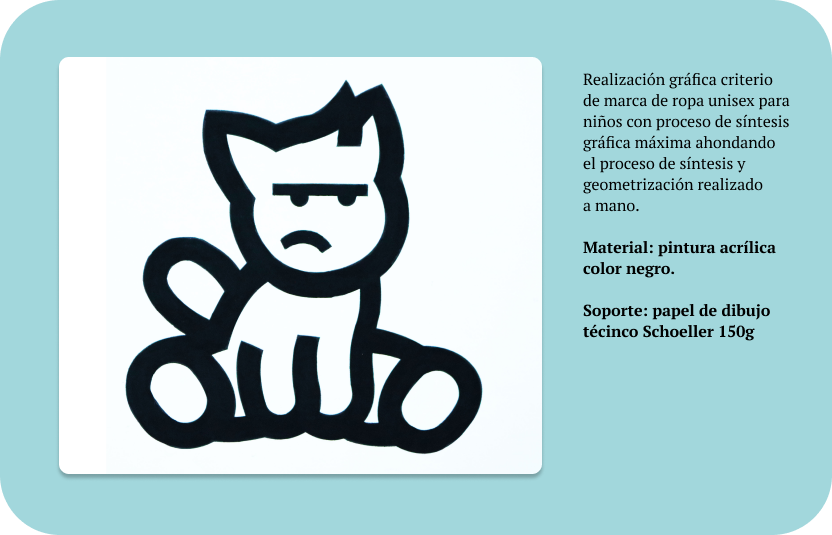 Realización gráfica criterio
de marca de ropa unisex para
niños con proceso de síntesis
gráfica máxima ahondando
el proceso de síntesis y
geometrización realizado
a mano.
Material: pintura acrílica
color negro.
Soporte: papel de dibujo
técinco Schoeller 150g